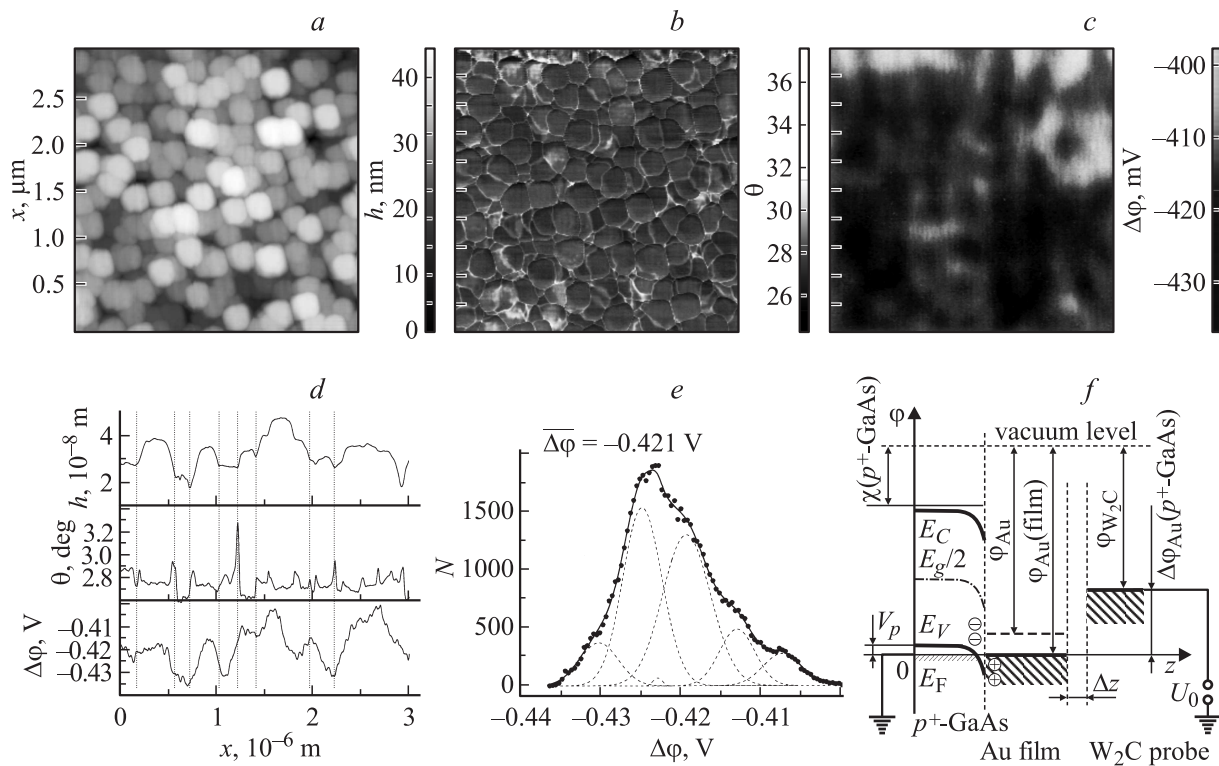 a
2.5
2.0
1.5
1.0
0.5
x, μm
40
30
20
10
0
h, nm
b
36
34
32
30
28
26
θ
c
–400
–410
–420
–430
Δφ, mV
d
4
2
h, 10⁻⁸ m
3.2
3.0
2.8
θ, deg
–0.41
–0.42
–0.43
Δφ, V
0
1
2
3
x, 10⁻⁶ m
e
Δφ̅ = –0.421 V
1500
1000
500
0
N
–0.44
–0.43
–0.42
–0.41
Δφ, V
f
φ
vacuum level
χ(p⁺-GaAs)
E_C
E_g/2
E_V
V_p
0
E_F
φ_Au
φ_Au(film)
φ_W₂C
Δφ_Au(p⁺-GaAs)
z
Δz
U₀
p⁺-GaAs
Au film
W₂C probe